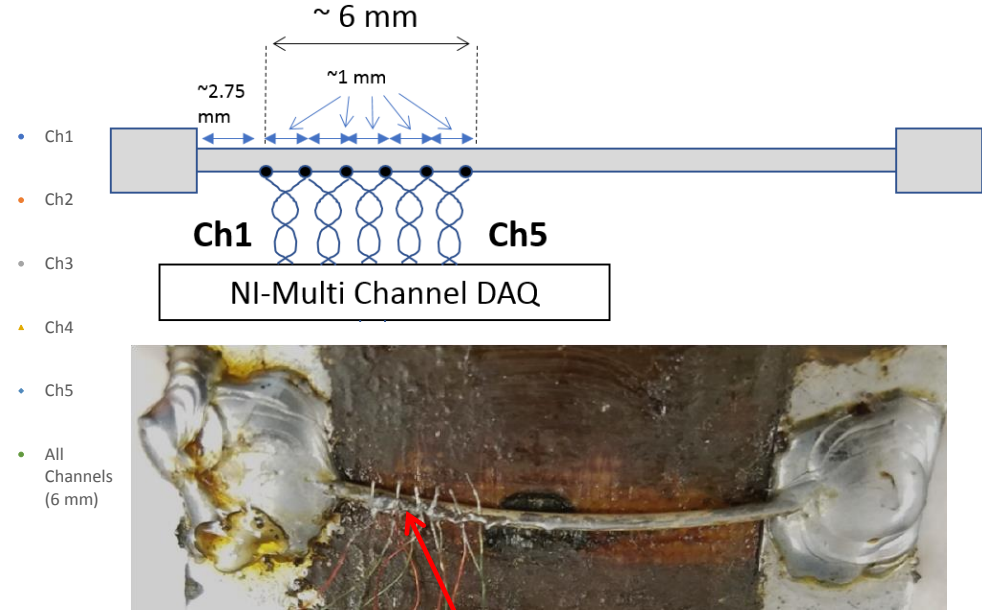 ~ 6 mm
~1 mm
~2.75
mm
Ch1
Ch2
Ch3
Ch4
Ch5
All
Channels
(6 mm)
Ch1
Ch5
NI-Multi Channel DAQ